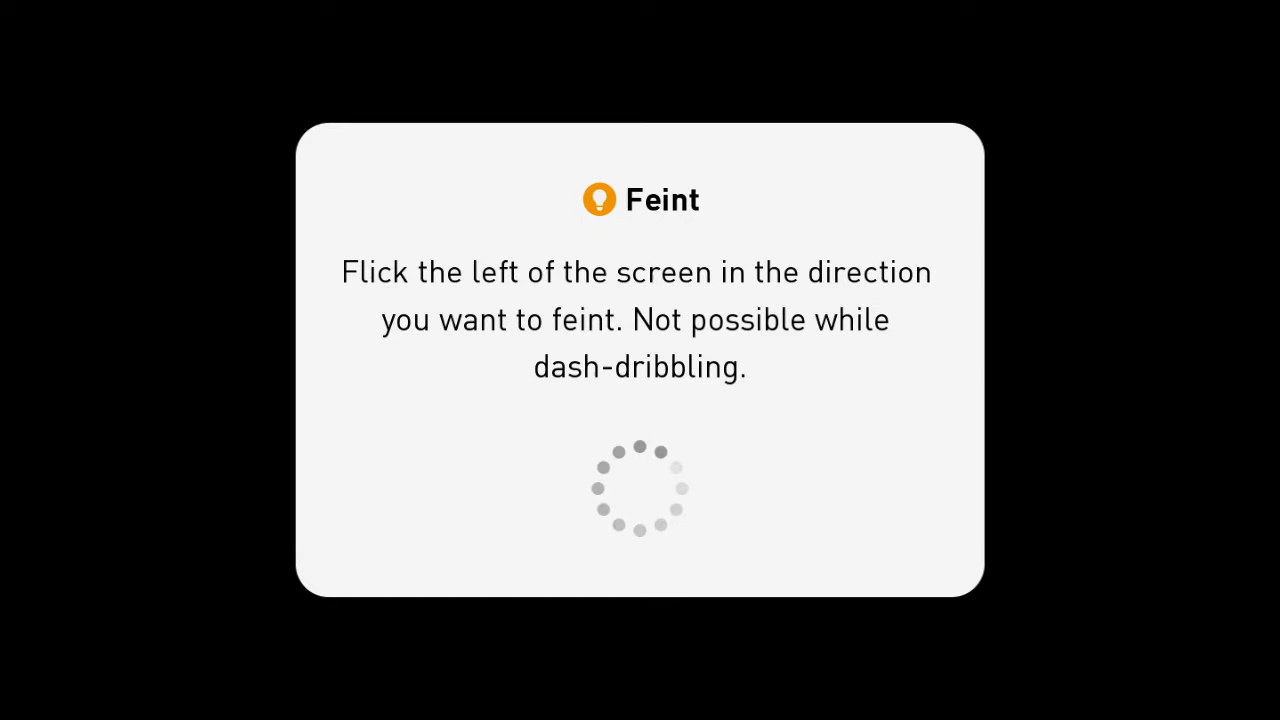 Feint
Flick the left of the screen in the direction
you want to feint. Not possible while
dash-dribbling.